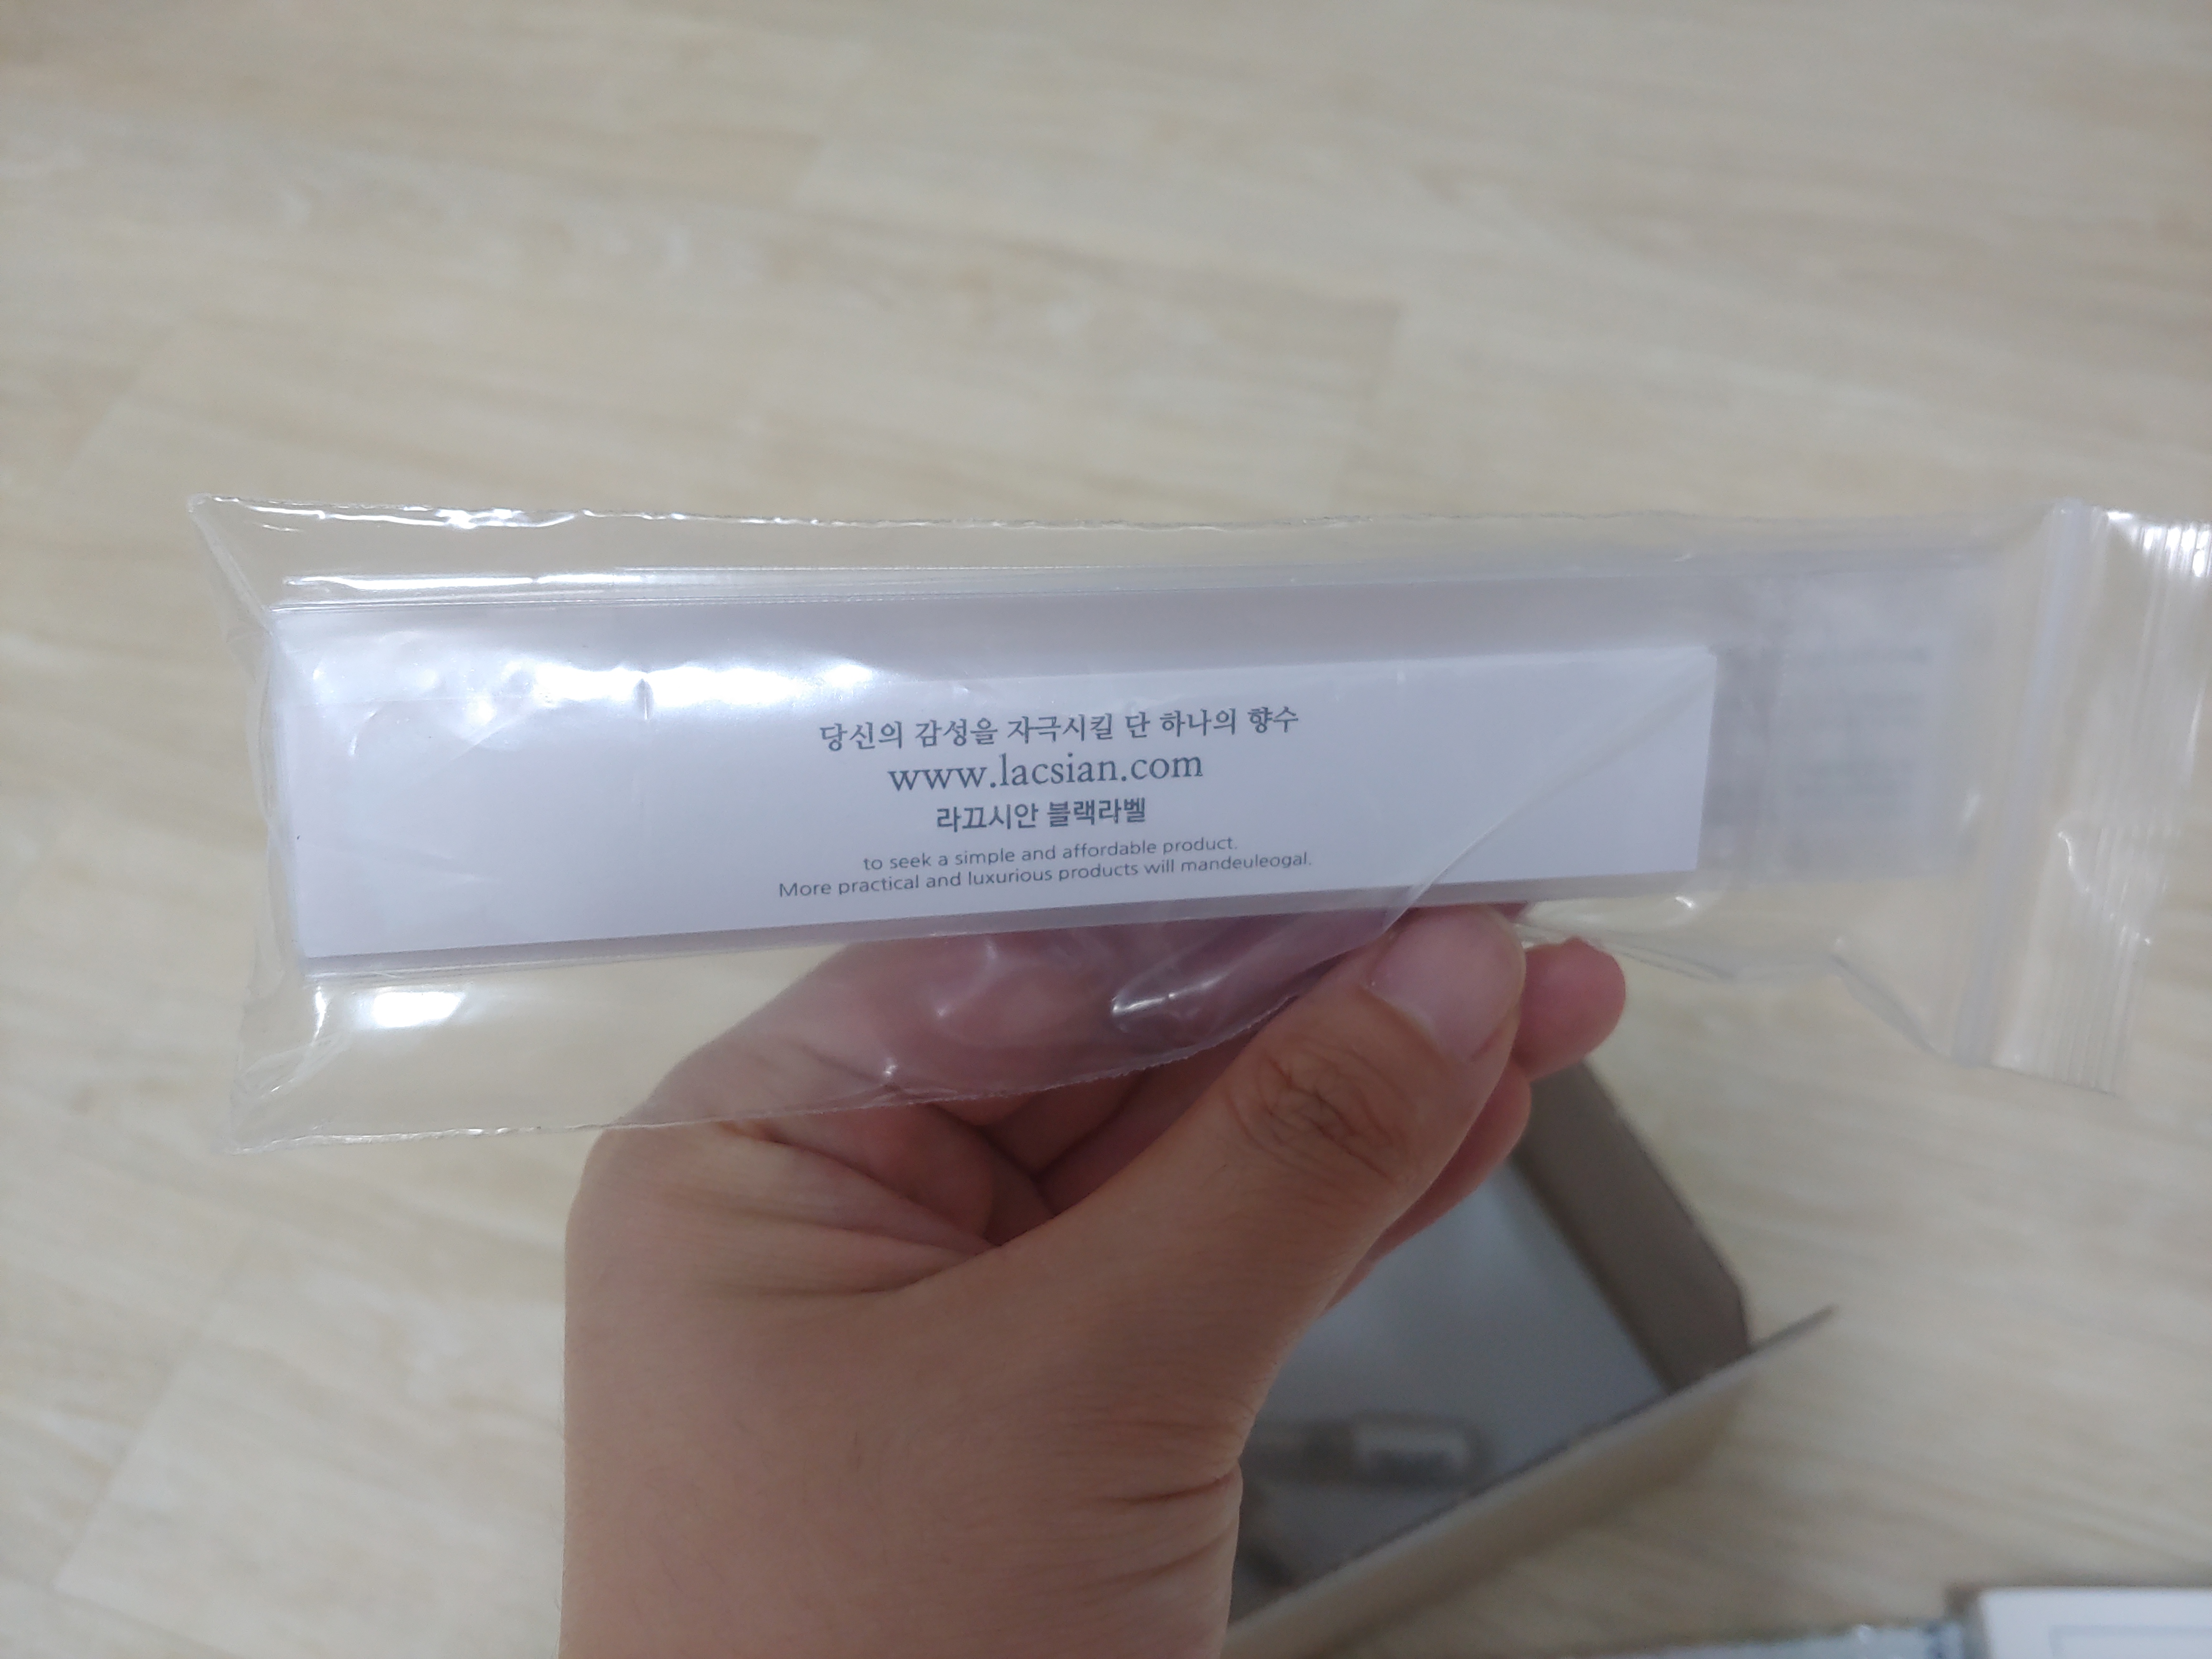 당신의 감성을 자극시킬 단 하나의 향수
www.lacsian.com
라끄시안 블랙라벨
to seek a simple and affordable product.
More practical and luxurious products will mandeuleogal.